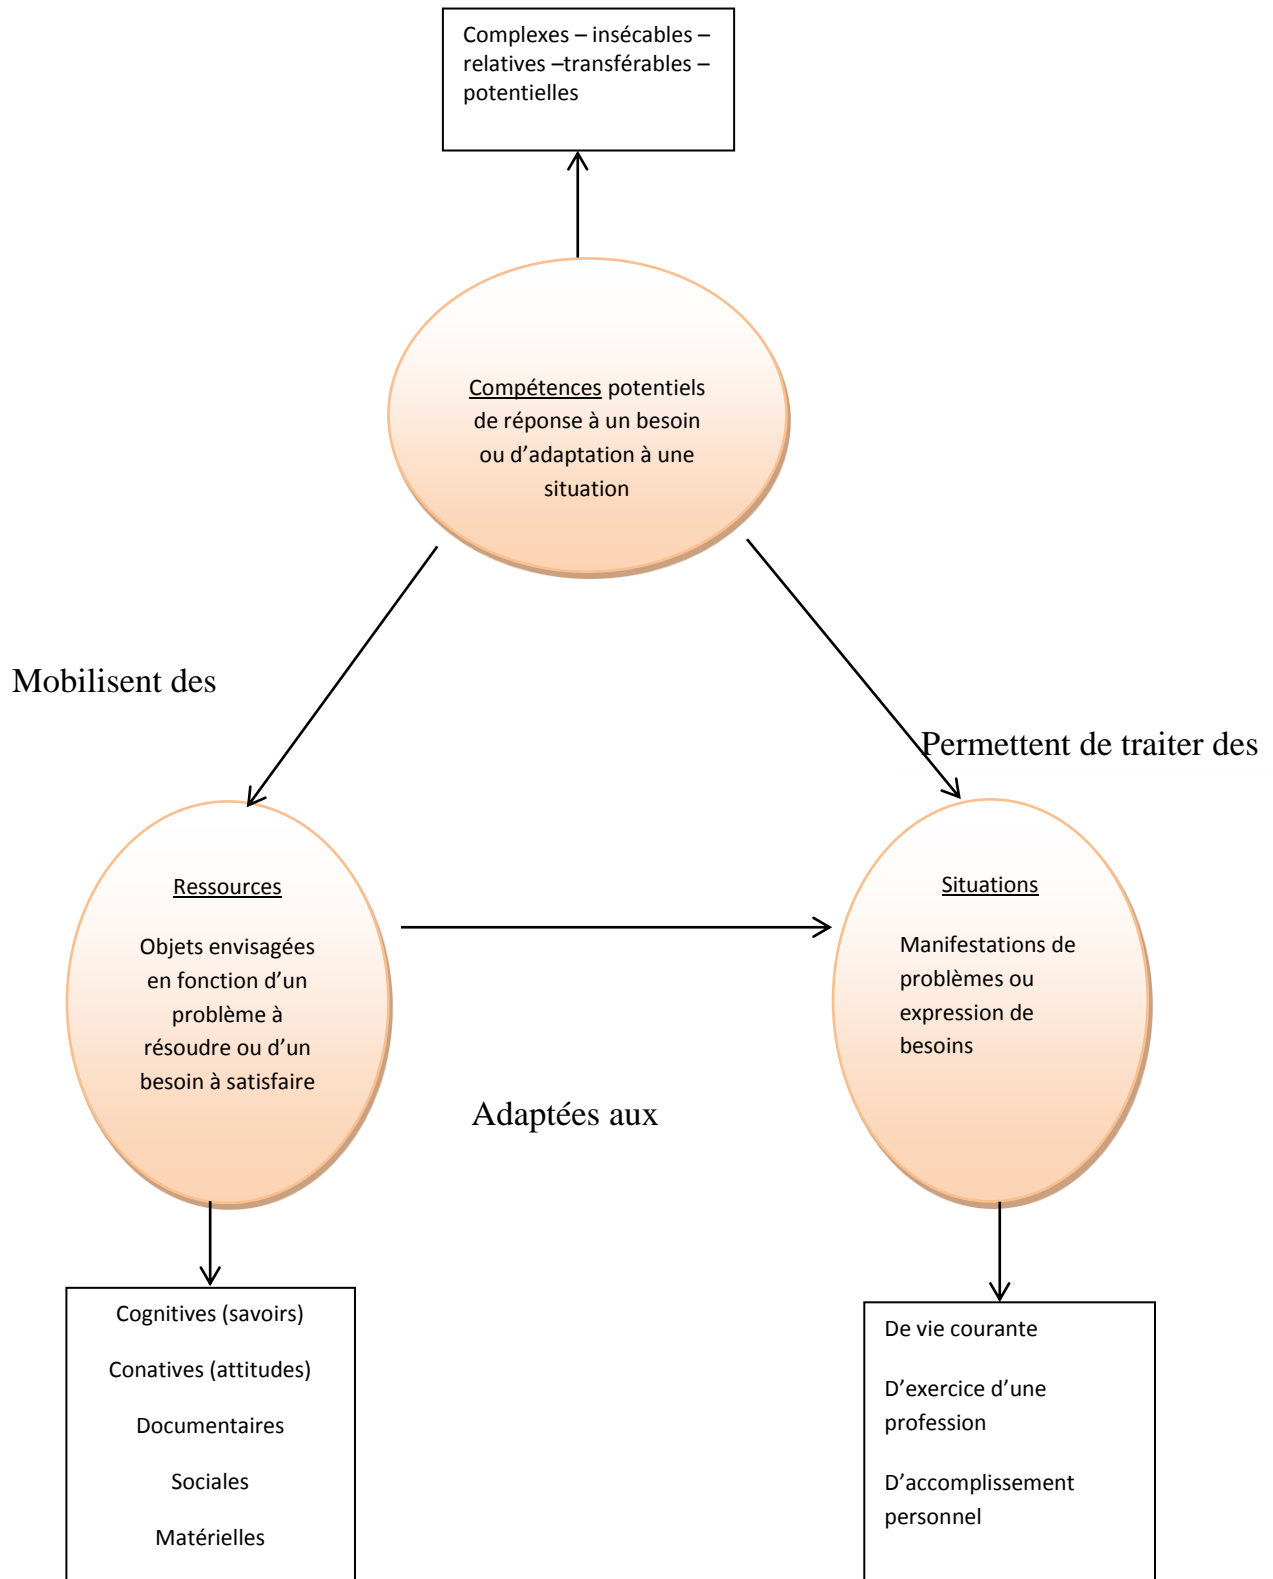 Complexes – insécables –
relatives –transférables –
potentielles
Compétences potentiels
de réponse à un besoin
ou d’adaptation à une
situation
Mobilisent des
Permettent de traiter des
Ressources
Objets envisagées
en fonction d’un
problème à
résoudre ou d’un
besoin à satisfaire
Situations
Manifestations de
problèmes ou
expression de
besoins
Adaptées aux
Cognitives (savoirs)
Conatives (attitudes)
Documentaires
Sociales
Matérielles
De vie courante
D’exercice d’une
profession
D’accomplissement
personnel